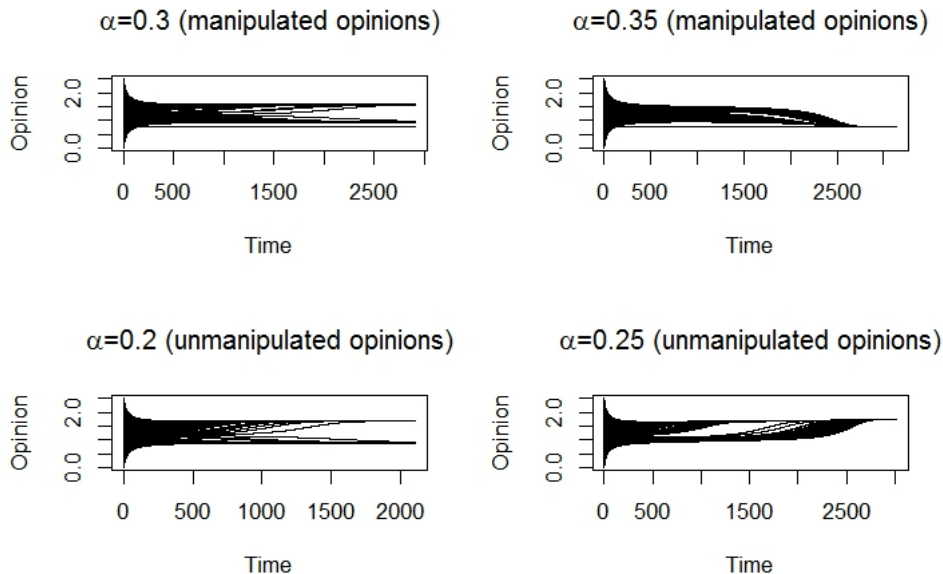 α=0.3 (manipulated opinions)
Opinion
0.0 2.0
0 500 1500 2500
Time
α=0.35 (manipulated opinions)
Opinion
0.0 2.0
0 500 1500 2500
Time
α=0.2 (unmanipulated opinions)
Opinion
0.0 2.0
0 500 1000 1500 2000
Time
α=0.25 (unmanipulated opinions)
Opinion
0.0 2.0
0 500 1500 2500
Time